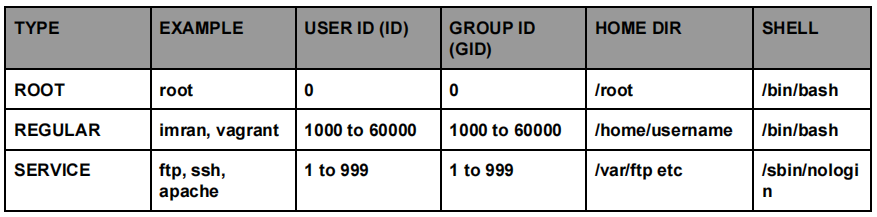 TYPE EXAMPLE USER ID (ID) GROUP ID (GID) HOME DIR SHELL
ROOT root 0 0 /root /bin/bash
REGULAR imran, vagrant 1000 to 60000 1000 to 60000 /home/username /bin/bash
SERVICE ftp, ssh, apache 1 to 999 1 to 999 /var/ftp etc /sbin/nologin